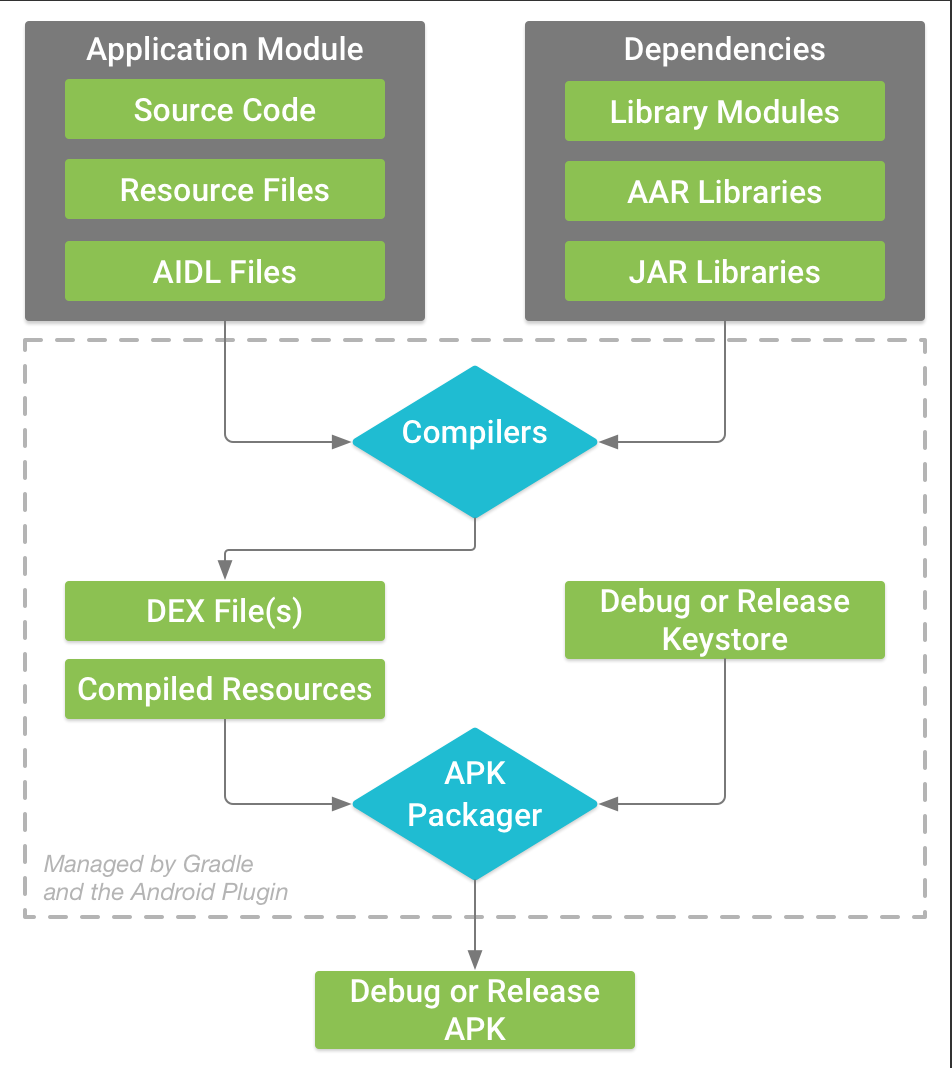 Application Module
Source Code
Resource Files
AIDL Files
Dependencies
Library Modules
AAR Libraries
JAR Libraries
Compilers
DEX File(s)
Compiled Resources
Debug or Release
Keystore
APK
Packager
Managed by Gradle
and the Android Plugin
Debug or Release
APK